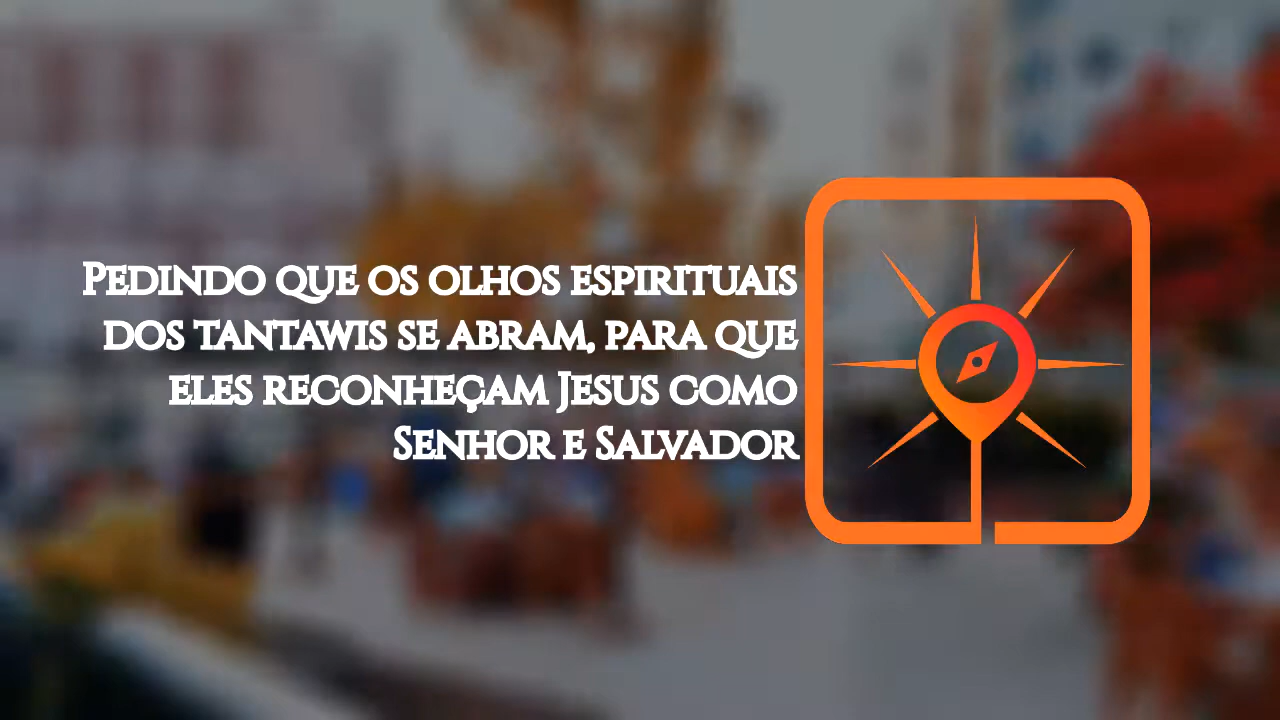 Pedindo que os olhos espirituais
dos tantawis se abram, para que
eles reconheçam Jesus como
Senhor e Salvador